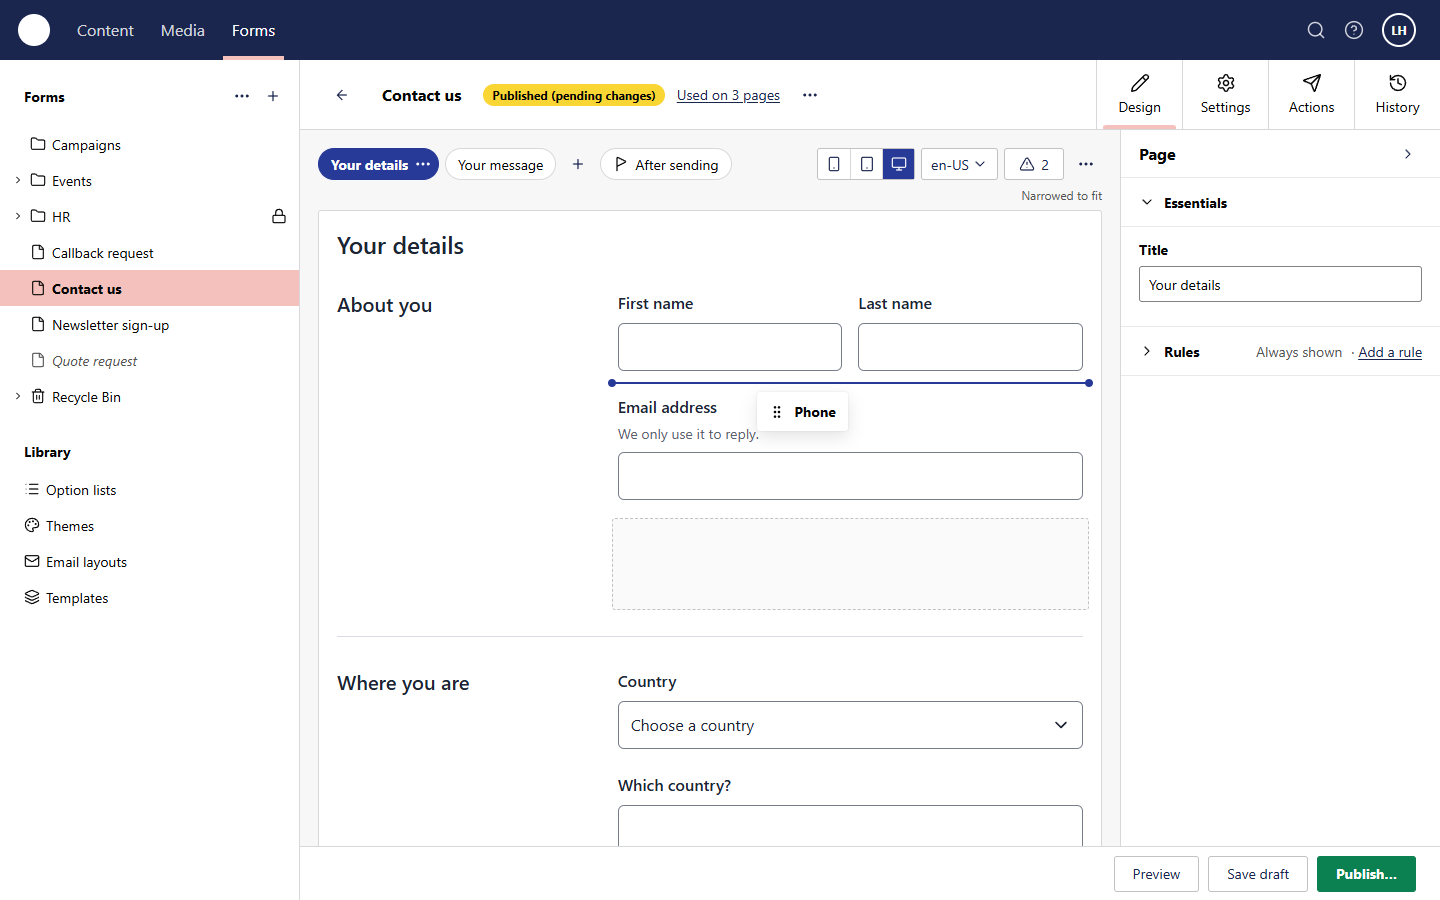 Content
Media
Forms
LH
Forms
Campaigns
Events
HR
Callback request
Contact us
Newsletter sign-up
Quote request
Recycle Bin
Library
Option lists
Themes
Email layouts
Templates
Contact us
Published (pending changes)
Used on 3 pages
Design
Settings
Actions
History
Your details
Your message
After sending
en-US
2
Narrowed to fit
Your details
About you
First name
Last name
Phone
Email address
We only use it to reply.
Where you are
Country
Choose a country
Which country?
Page
Essentials
Title
Your details
Rules
Always shown · Add a rule
Preview
Save draft
Publish...